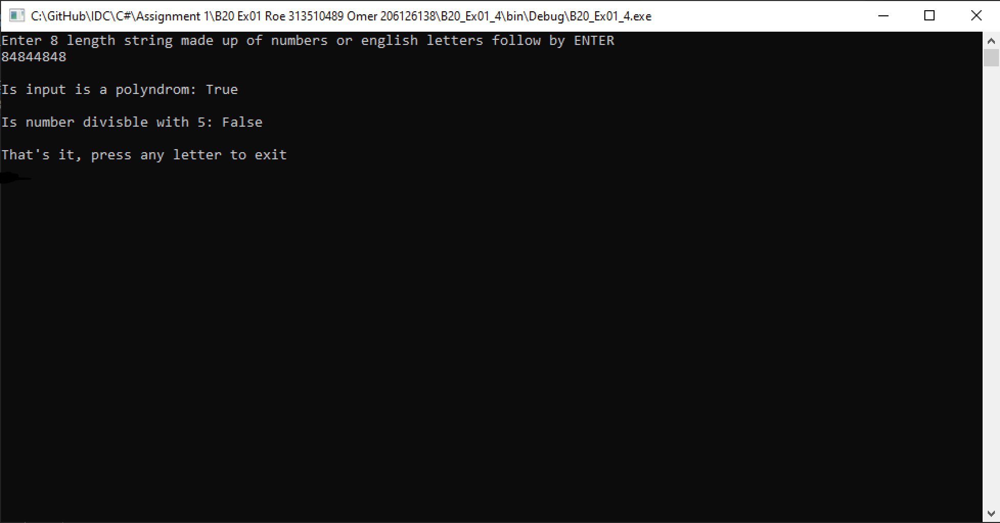 C:\GitHub\IDC\C#\Assignment 1\B20 Ex01 Roe 313510489 Omer 206126138\B20_Ex01_4\bin\Debug\B20_Ex01_4.exe
Enter 8 length string made up of numbers or english letters follow by ENTER
84844848
Is input is a polyndrom: True
Is number divisble with 5: False
That's it, press any letter to exit